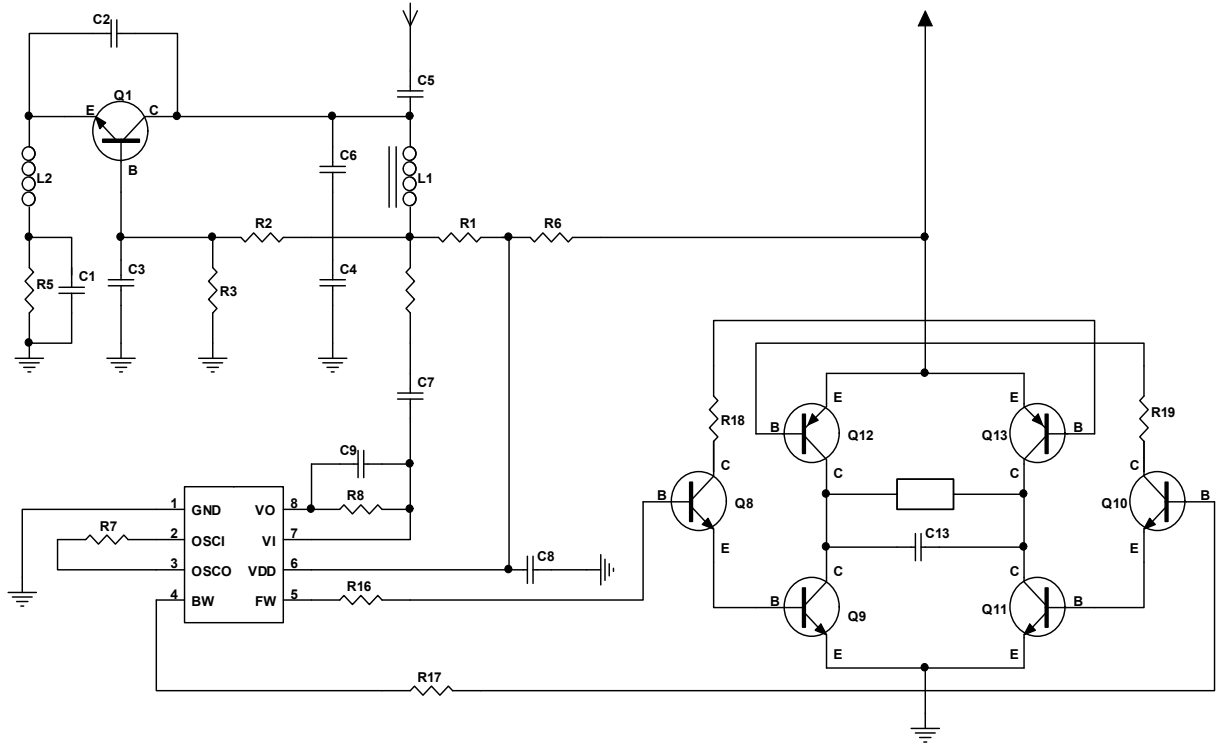 C2
Q1
E
C
B
C5
C6
L1
L2
R2
R1
R6
R5
C1
C3
R3
C4
C7
C9
R8
1
GND
VO
8
R7
2
OSCI
VI
7
3
OSCO
VDD
6
C8
4
BW
FW
5
R16
R17
R18
B
C
Q8
E
E
B
Q12
C
E
Q13
B
C
R19
C
Q10
B
E
C13
C
B
Q9
E
C
Q11
B
E